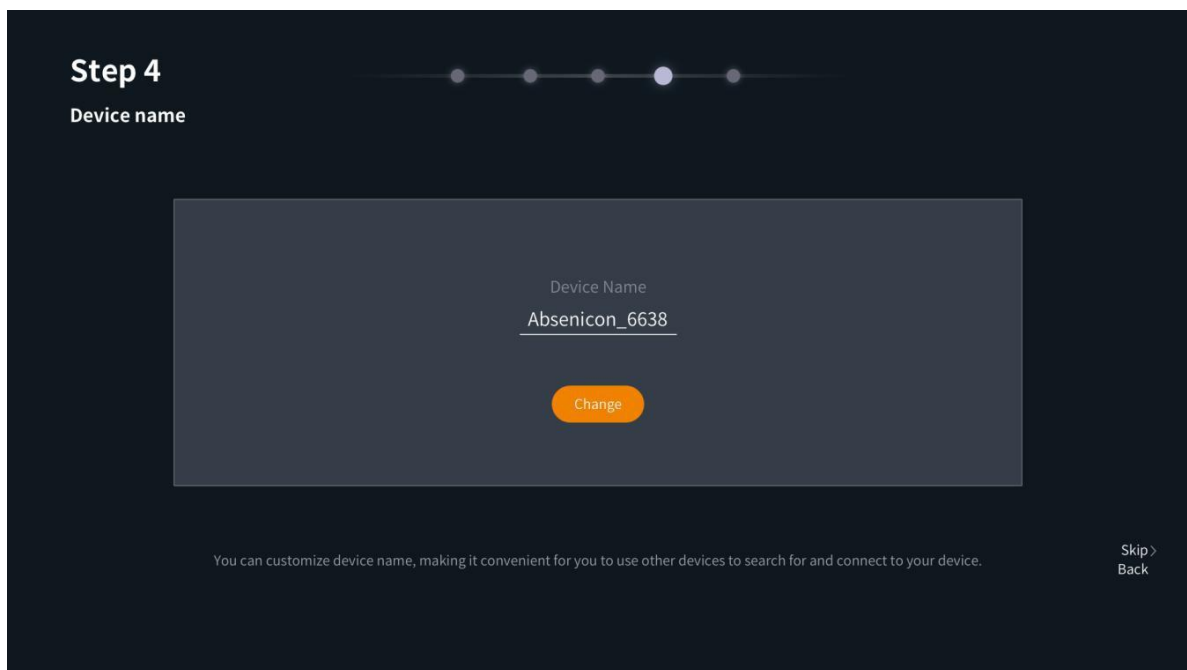 Step 4
Device name
Device Name
Absenicon_6638
Change
You can customize device name, making it convenient for you to use other devices to search for and connect to your device.
Skip>
Back